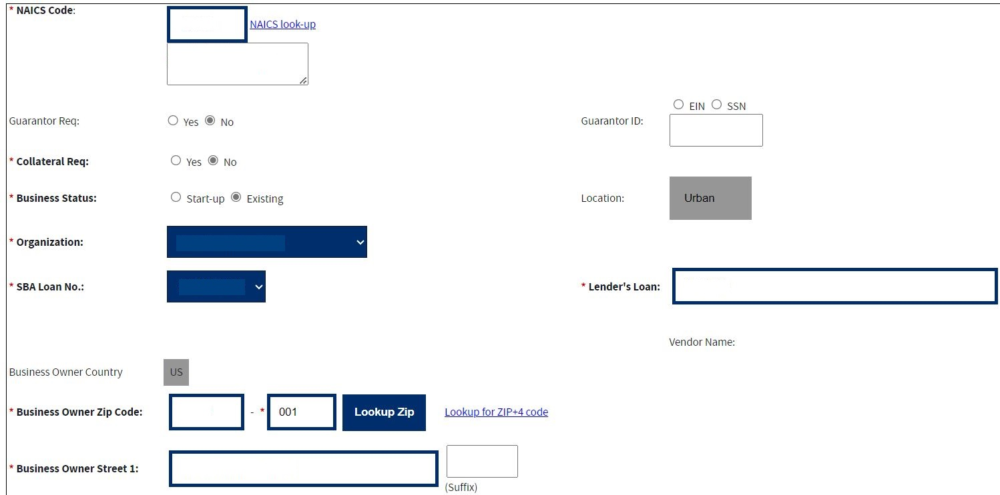 * NAICS Code:
NAICS look-up
EIN SSN
Guarantor Req: Yes No Guarantor ID:
* Collateral Req: Yes No
* Business Status: Start-up Existing Location: Urban
* Organization:
* SBA Loan No.: * Lender's Loan:
Vendor Name:
Business Owner Country US
* Business Owner Zip Code: - * 001 Lookup Zip Lookup for ZIP+4 code
* Business Owner Street 1:
(Suffix)